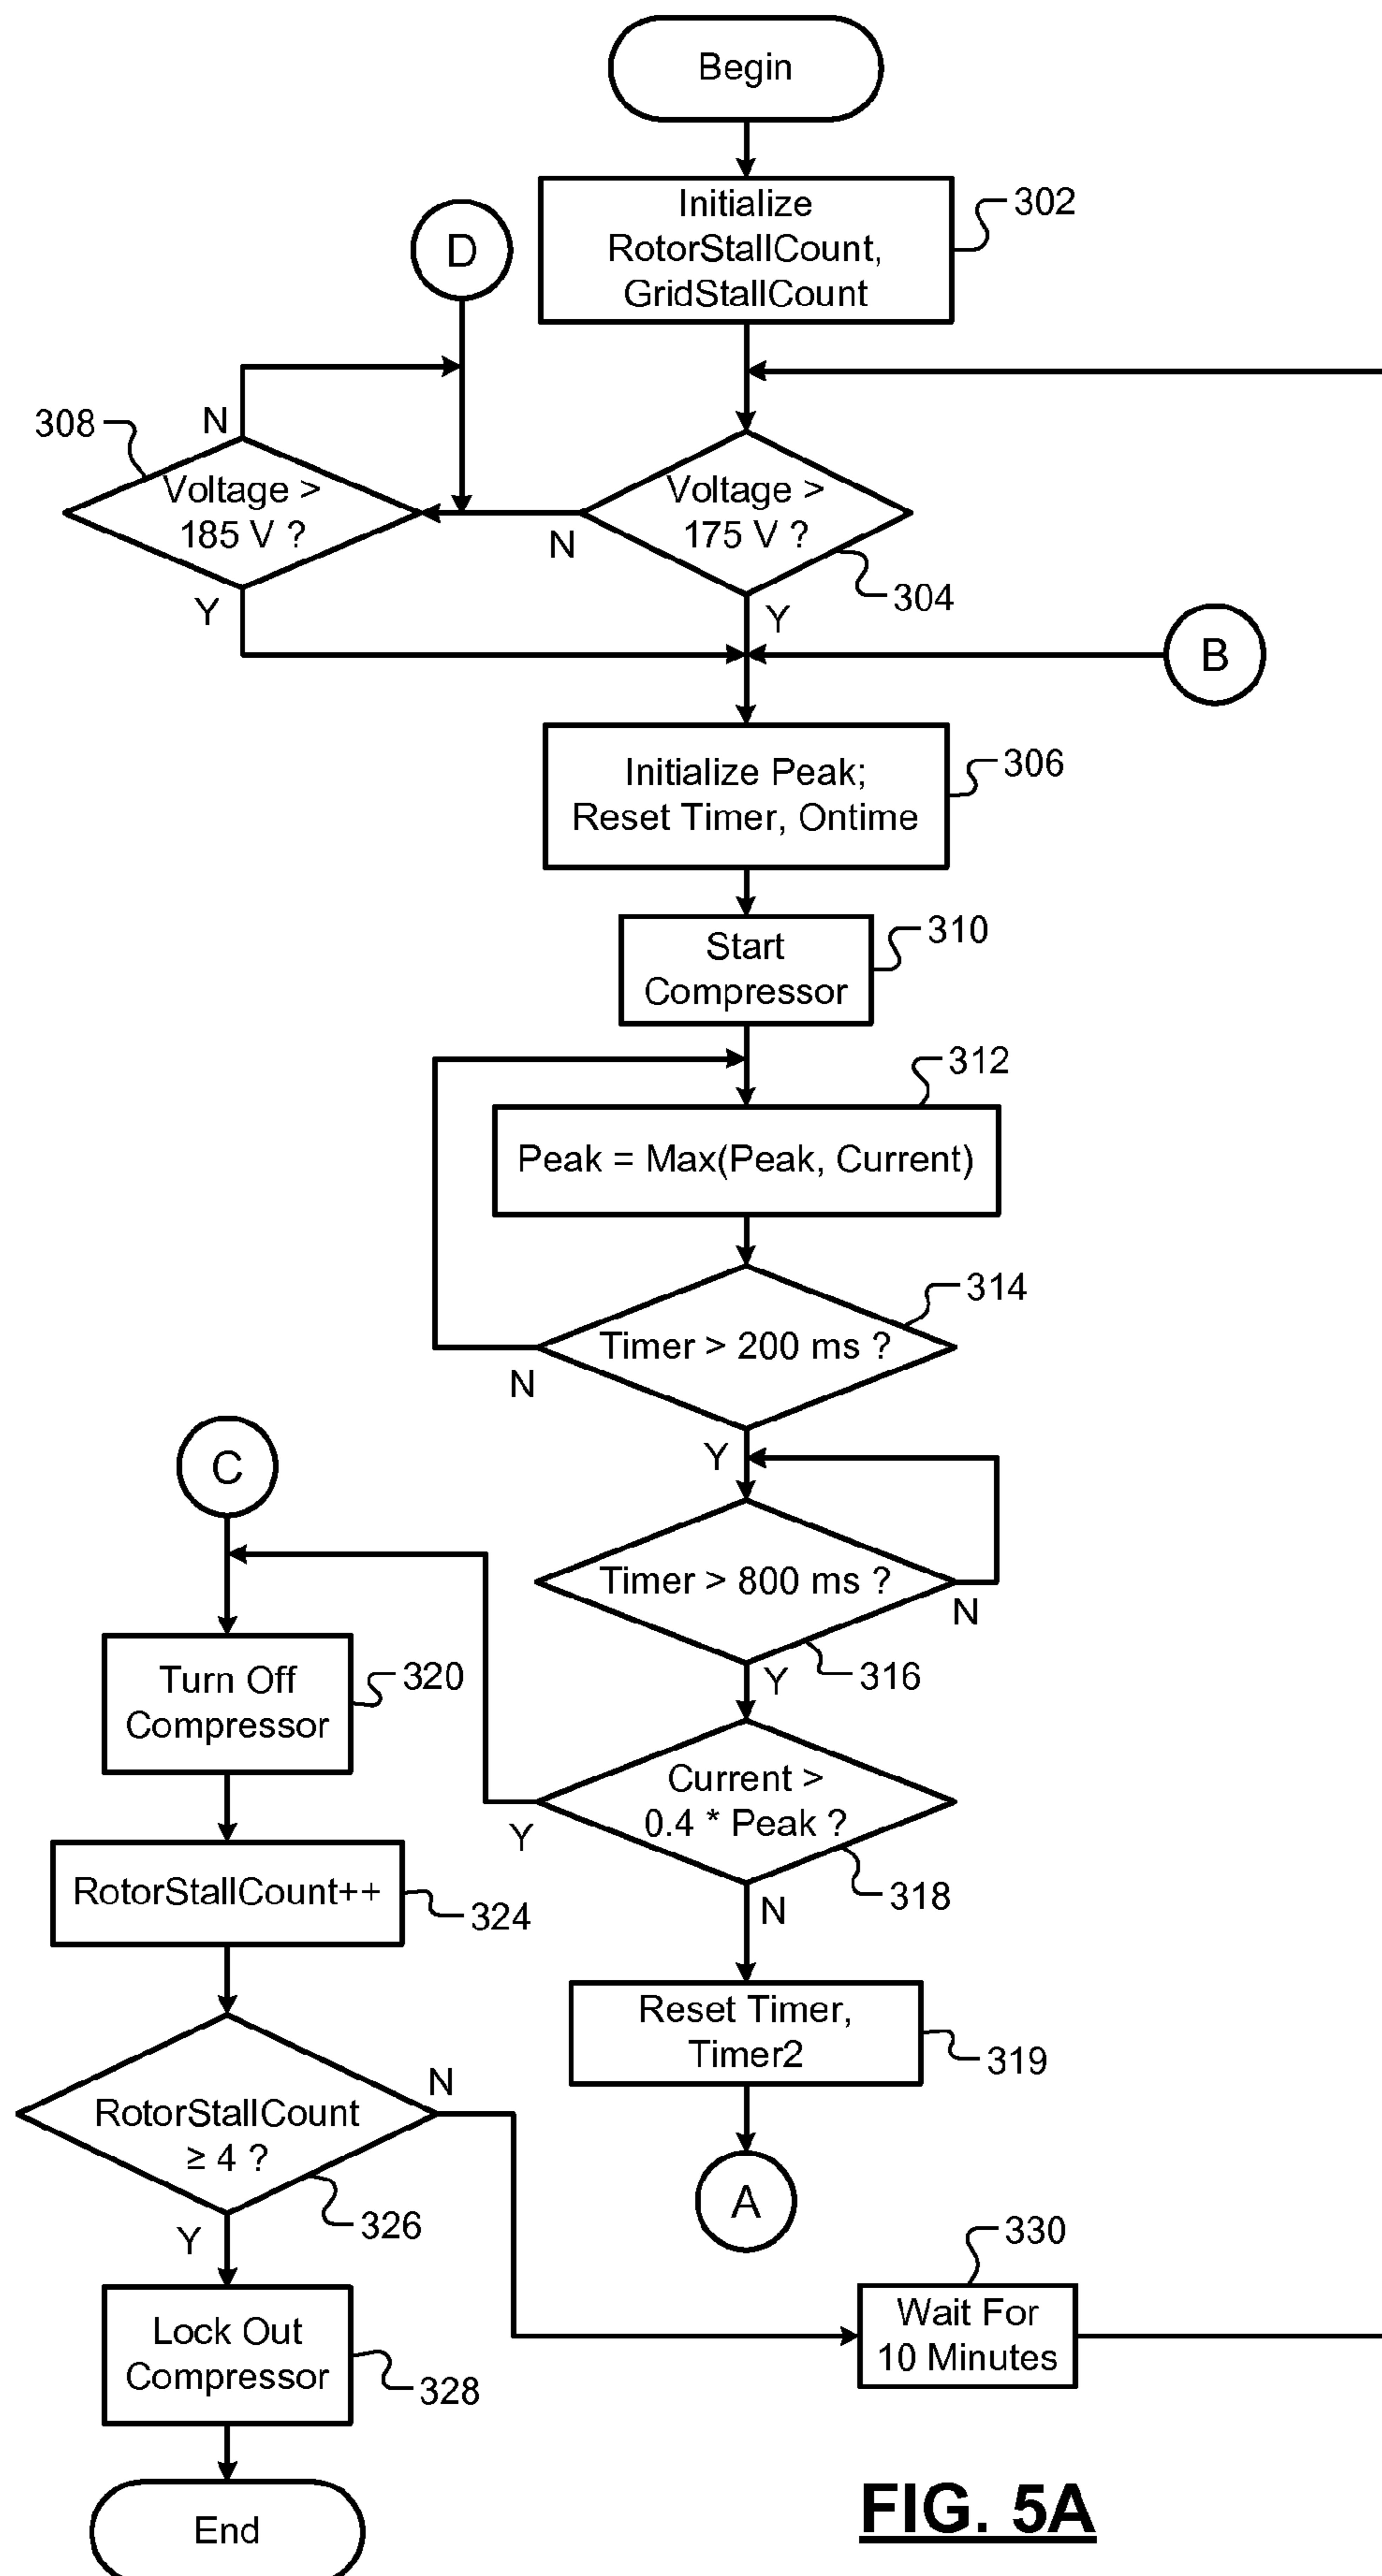 Begin
Initialize
RotorStallCount,
GridStallCount
302
D
308
N
Voltage >
185 V ?
Y
Voltage >
175 V ?
N
304
Y
B
Initialize Peak;
Reset Timer, Ontime
306
Start
Compressor
310
312
Peak = Max(Peak, Current)
314
Timer > 200 ms ?
N
Y
C
Timer > 800 ms ?
N
316
Y
Turn Off
Compressor
320
Current >
0.4 * Peak ?
Y
318
N
RotorStallCount++
324
Reset Timer,
Timer2
319
RotorStallCount
≥ 4 ?
N
326
Y
A
330
Wait For
10 Minutes
Lock Out
Compressor
328
End
FIG. 5A